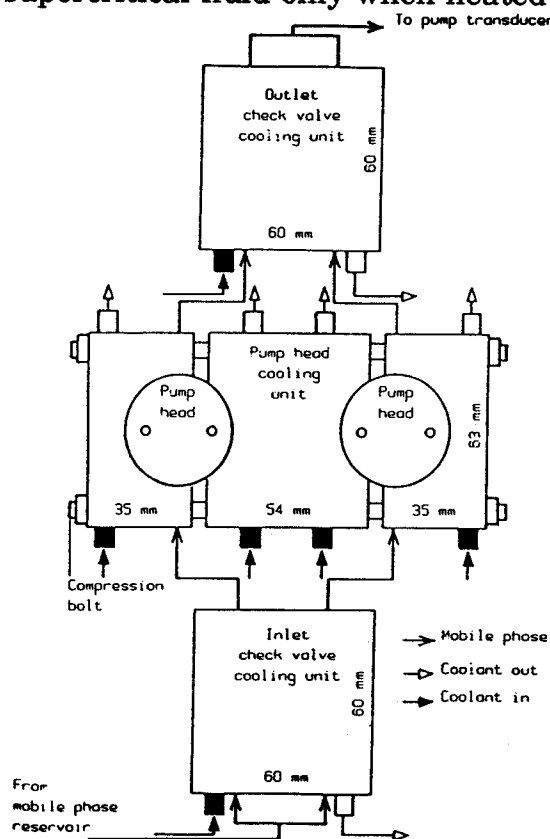 supercritical fluid only when heated
To pump transducer
Outlet
check valve
cooling unit
60 mm
60 mm
Pump head
cooling
unit
Pump
head
Pump
head
63 mm
35 mm
54 mm
35 mm
Compression
bolt
Inlet
check valve
cooling unit
60 mm
60 mm
Mobile phase
Coolant out
Coolant in
From
mobile phase
reservoir